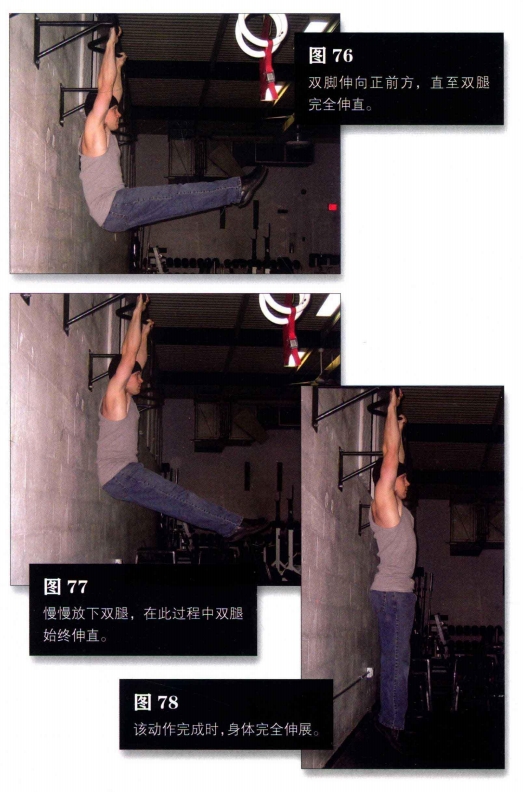 图 76
双脚伸向正前方，直至双腿
完全伸直。
图 77
慢慢放下双腿，在此过程中双腿
始终伸直。
图 78
该动作完成时，身体完全伸展。